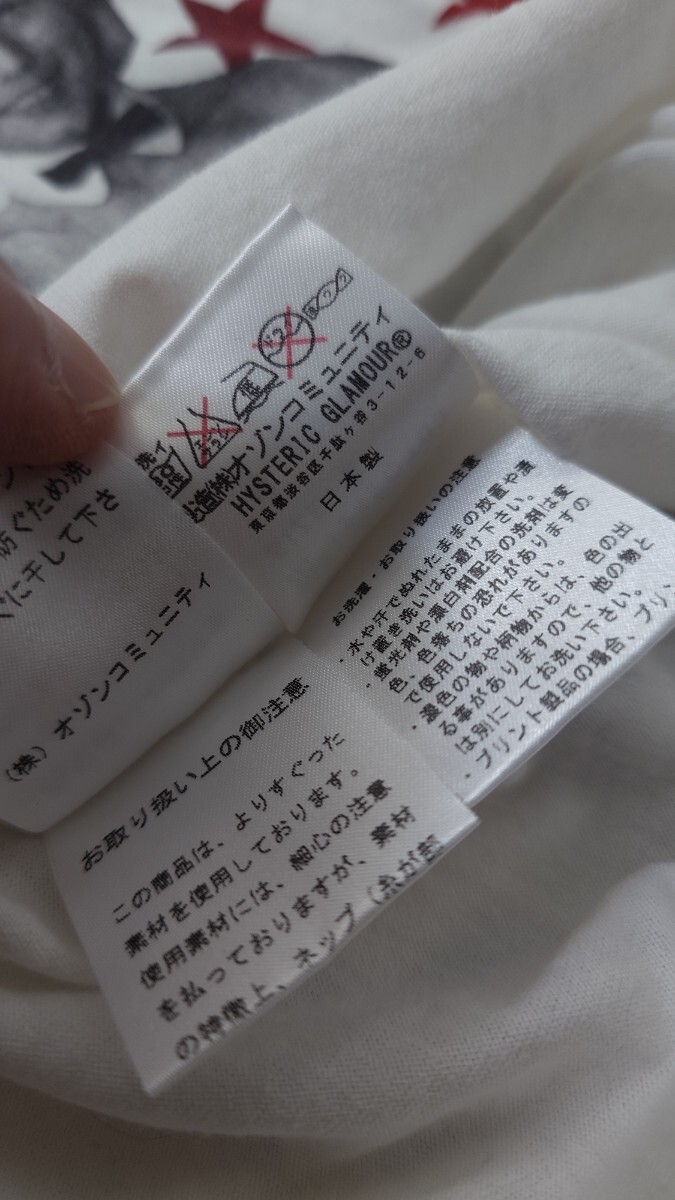 (株)オゾンコミュニティ
HYSTERIC GLAMOUR®
東京都渋谷区千駄ヶ谷3-12-6
日本製
お洗濯・お取り扱いの注意
・水や汗でぬれたままの放置や漬
け置き洗いはお避け下さい。
・蛍光剤や漂白剤配合の洗剤は変
色、色落ちの恐れがありますの
で使用しないで下さい。
・濃色の物や柄物からは、色の出
る事がありますので、他の物と
は別にしてお洗い下さい。
・プリント製品の場合、プリ
防ぐため洗
ぐに干して下さ
(株) オゾンコミュニティ
お取り扱い上の御注意
この商品は、よりすぐった
素材を使用しております。
使用素材には、細心の注意
を払っておりますが、素材
の特徴上、ネップ(糸が